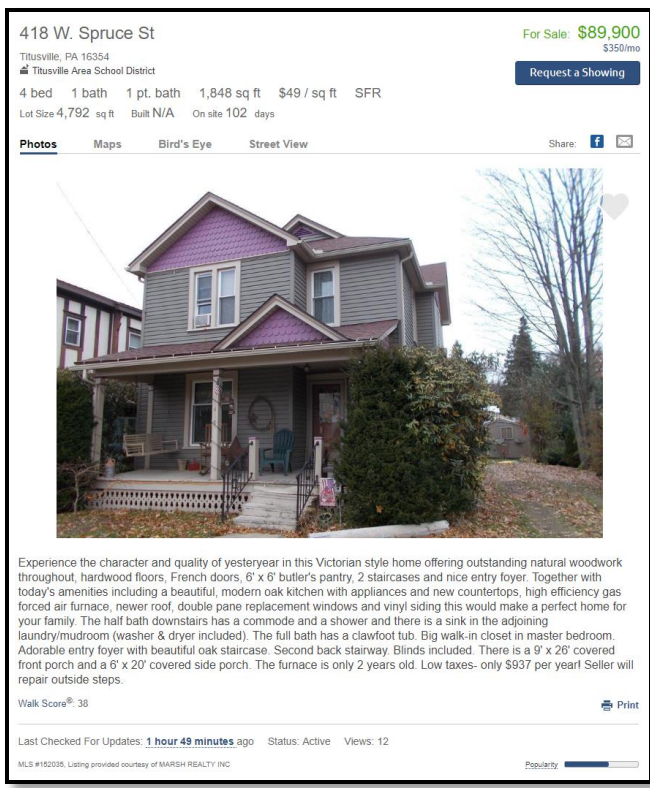 418 W. Spruce St
For Sale: $89,900
$350/mo
Titusville, PA 16354
Titusville Area School District
Request a Showing
4 bed 1 bath 1 pt. bath 1,848 sq ft $49 / sq ft SFR
Lot Size 4,792 sq ft Built N/A On site 102 days
Photos Maps Bird's Eye Street View Share:
Experience the character and quality of yesteryear in this Victorian style home offering outstanding natural woodwork
throughout, hardwood floors, French doors, 6' x 6' butler's pantry, 2 staircases and nice entry foyer. Together with
today's amenities including a beautiful, modern oak kitchen with appliances and new countertops, high efficiency gas
forced air furnace, newer roof, double pane replacement windows and vinyl siding this would make a perfect home for
your family. The half bath downstairs has a commode and a shower and there is a sink in the adjoining
laundry/mudroom (washer & dryer included). The full bath has a clawfoot tub. Big walk-in closet in master bedroom.
Adorable entry foyer with beautiful oak staircase. Second back stairway. Blinds included. There is a 9' x 26' covered
front porch and a 6' x 20' covered side porch. The furnace is only 2 years old. Low taxes- only $937 per year! Seller will
repair outside steps.
Walk Score®: 38
Print
Last Checked For Updates: 1 hour 49 minutes ago Status: Active Views: 12
MLS #152035, Listing provided courtesy of MARSH REALTY INC
Popularity